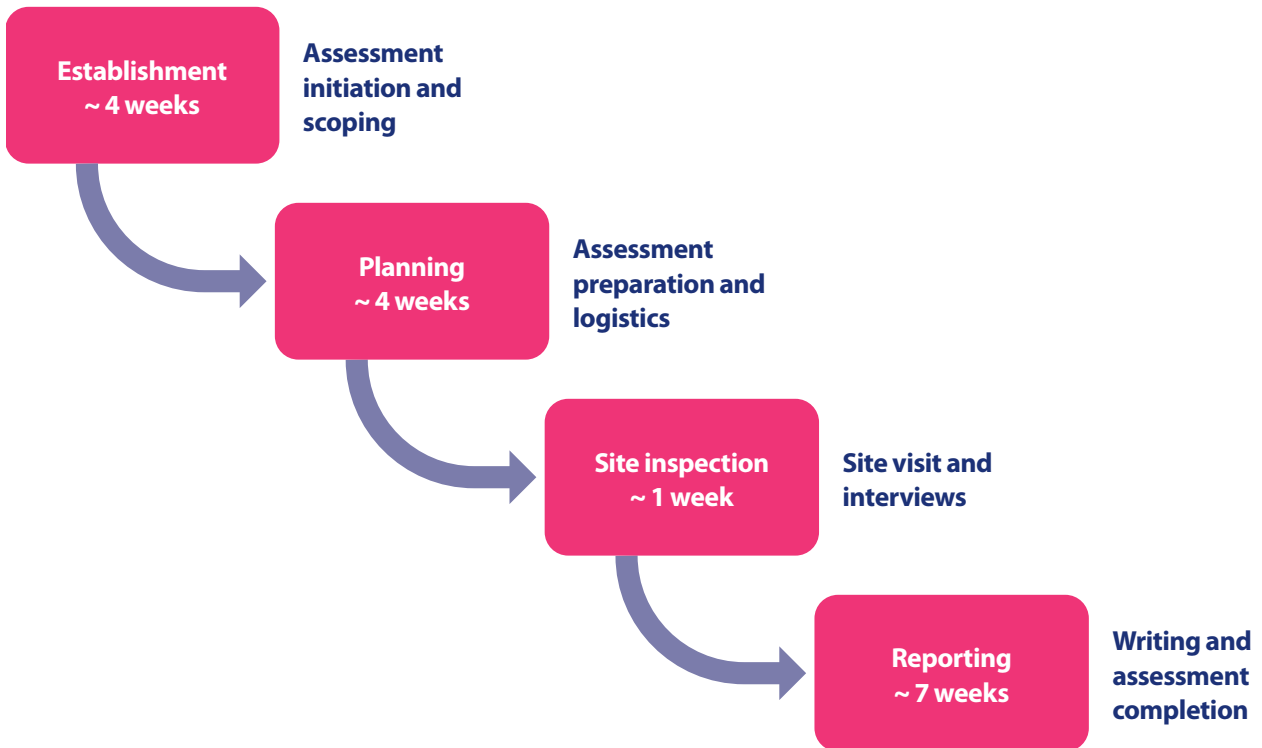 Establishment
~ 4 weeks
Assessment
initiation and
scoping
Planning
~ 4 weeks
Assessment
preparation and
logistics
Site inspection
~ 1 week
Site visit and
interviews
Reporting
~ 7 weeks
Writing and
assessment
completion